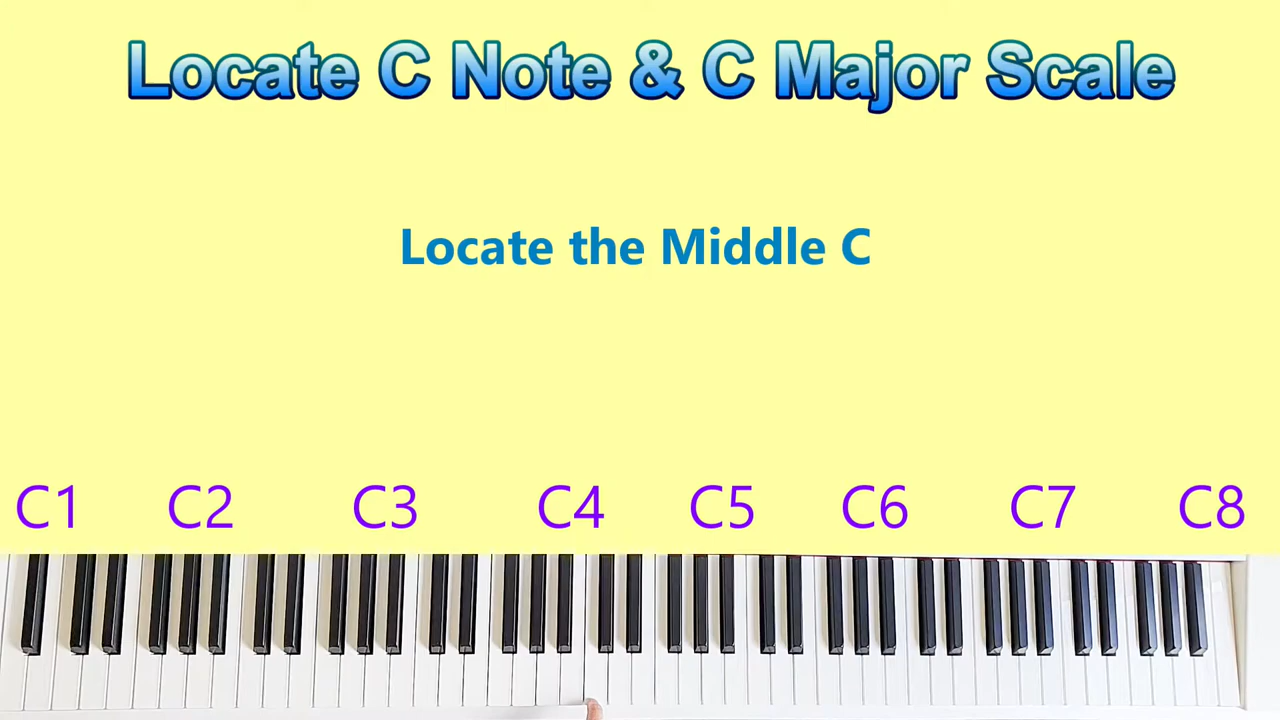 Locate C Note & C Major Scale
Locate the Middle C
C1 C2 C3 C4 C5 C6 C7 C8